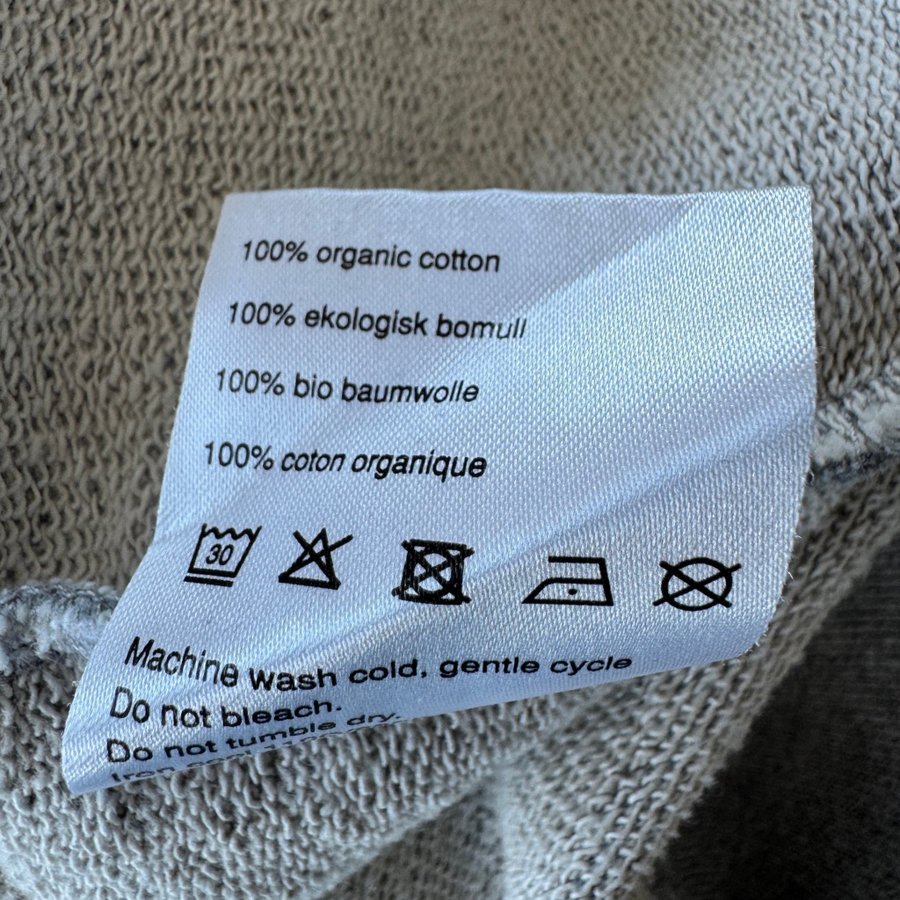 100% organic cotton
100% ekologisk bomull
100% bio baumwolle
100% coton organique
30
Machine wash cold, gentle cycle
Do not bleach.
Do not tumble dry.
Iron